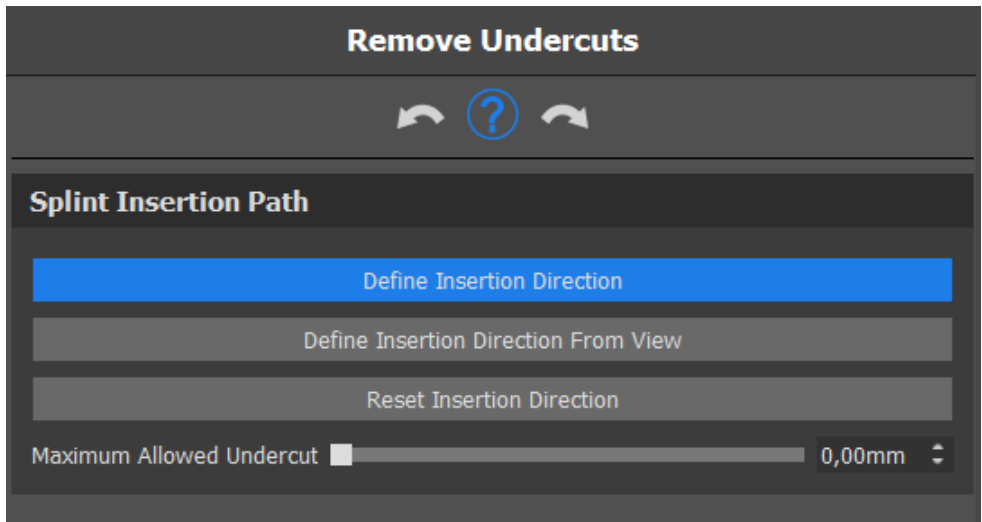 Remove Undercuts
?
Splint Insertion Path
Define Insertion Direction
Define Insertion Direction From View
Reset Insertion Direction
Maximum Allowed Undercut 0,00mm